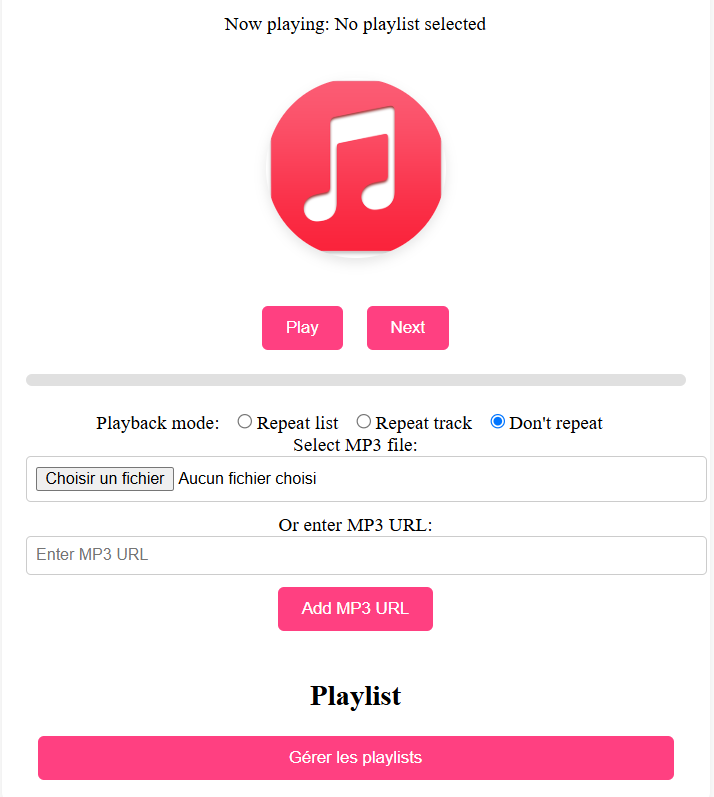 Now playing: No playlist selected
Play Next
Playback mode: Repeat list Repeat track Don't repeat
Select MP3 file:
Choisir un fichier Aucun fichier choisi
Or enter MP3 URL:
Enter MP3 URL
Add MP3 URL
Playlist
Gérer les playlists